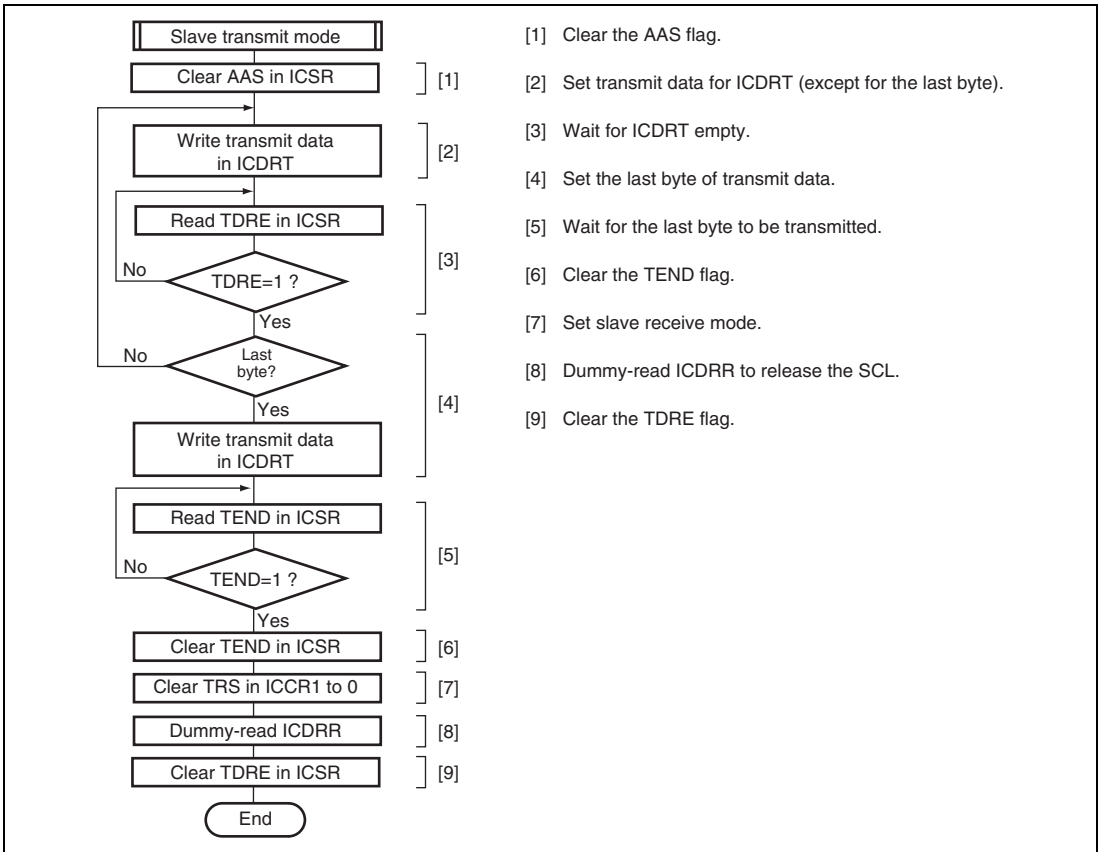 Slave transmit mode
Clear AAS in ICSR
[1]
Write transmit data
in ICDRT
[2]
Read TDRE in ICSR
[3]
No
TDRE=1 ?
Yes
No
Last
byte?
[4]
Yes
Write transmit data
in ICDRT
Read TEND in ICSR
[5]
No
TEND=1 ?
Yes
Clear TEND in ICSR
[6]
Clear TRS in ICCR1 to 0
[7]
Dummy-read ICDRR
[8]
Clear TDRE in ICSR
[9]
End
[1] Clear the AAS flag.
[2] Set transmit data for ICDRT (except for the last byte).
[3] Wait for ICDRT empty.
[4] Set the last byte of transmit data.
[5] Wait for the last byte to be transmitted.
[6] Clear the TEND flag.
[7] Set slave receive mode.
[8] Dummy-read ICDRR to release the SCL.
[9] Clear the TDRE flag.